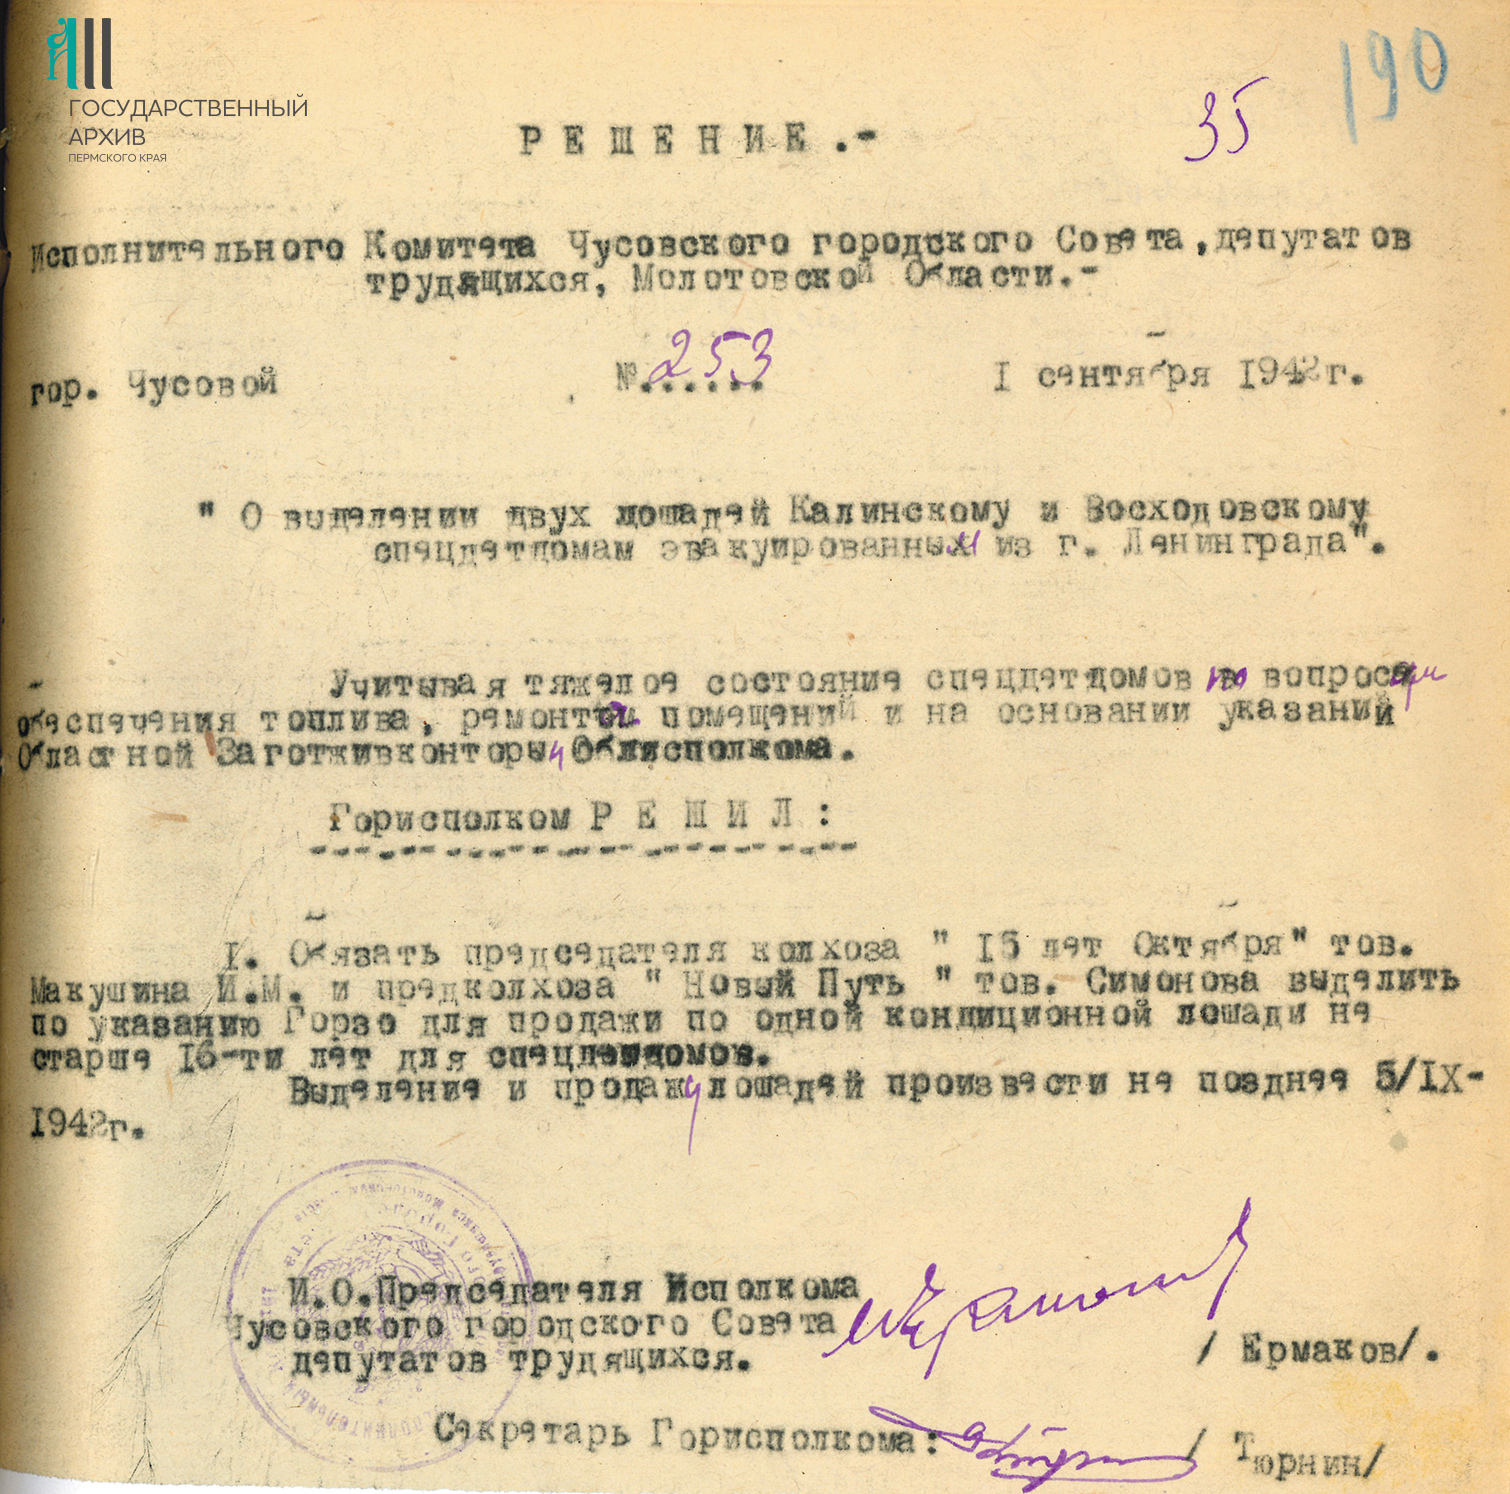 190
35
ГОСУДАРСТВЕННЫЙ
АРХИВ
ПЕРМСКОГО КРАЯ
РЕШЕНИЕ.-
Исполнительного Комитета Чусовского городского Совета, депутатов
трудящихся, Молотовской Области.-
гор. Чусовой №......253 1 сентября 1942г.
" О выделении двух лошадей Калинскому и Восходовскому
спецдетдомам эвакуированным из г. Ленинграда".
Учитывая тяжелое состояние спецдетдомов по вопросам
обеспечения топлива, ремонта помещений и на основании указаний
Областной Заготживконторы и Облисполкома.
Горисполком РЕШИЛ:
1. Обязать председателя колхоза " 15 лет Октября" тов.
Макушина И.М. и предколхоза " Новый Путь " тов. Симонова выделить
по указанию Горзо для продажи по одной кондиционной лошади не
старше 16-ти лет для спецдетдомов.
Выделение и продажу лошадей произвести не позднее 5/IX-
1942г.
И.О.Председателя Исполкома
Чусовского городского Совета
депутатов трудящихся. / Ермаков/.
Секретарь Горисполкома: / Тюрнин/